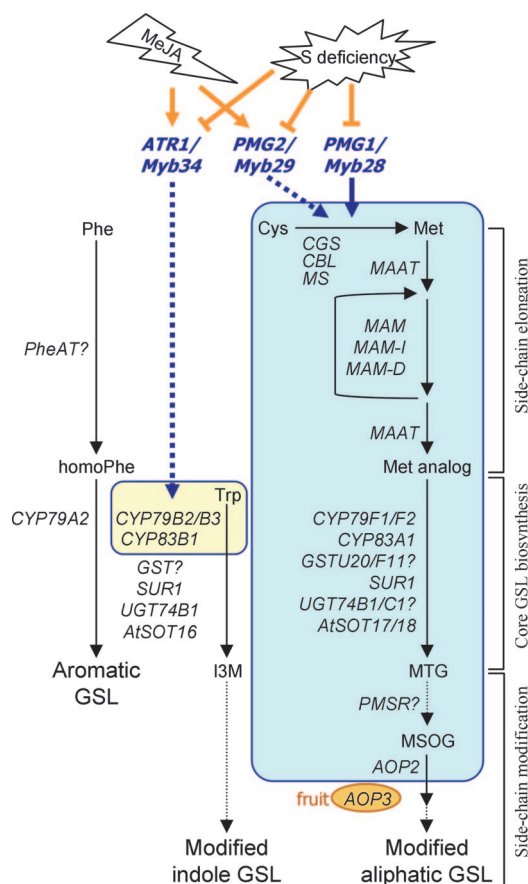 MeJA
S deficiency
ATR1/
Myb34
PMG2/
Myb29
PMG1/
Myb28
Phe
Cys
Met
CGS
CBL
MS
MAAT
MAM
MAM-I
MAM-D
PheAT?
MAAT
homoPhe
Met analog
Side-chain elongation
Trp
CYP79A2
CYP79B2/B3
CYP83B1
GST?
SUR1
UGT74B1
AtSOT16
CYP79F1/F2
CYP83A1
GSTU20/F11?
SUR1
UGT74B1/C1?
AtSOT17/18
Core GSL biosynthesis
Aromatic
GSL
I3M
MTG
PMSR?
MSOG
AOP2
fruit
AOP3
Modified
indole GSL
Modified
aliphatic GSL
Side-chain modification